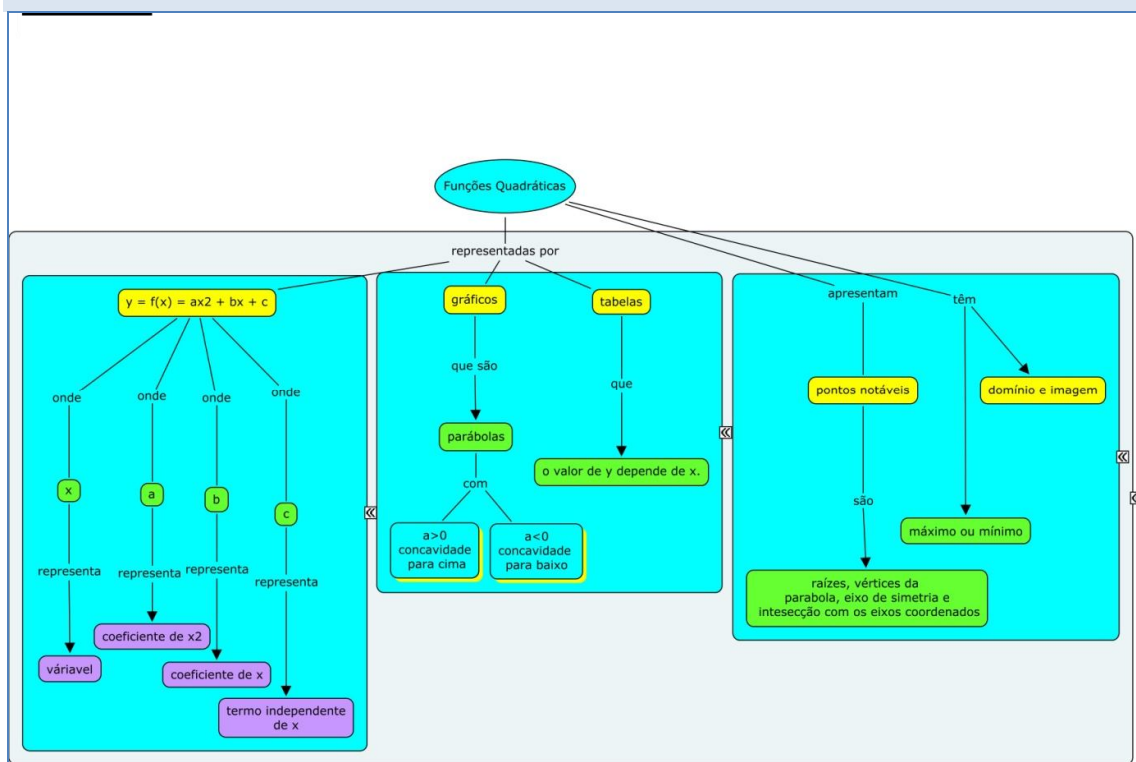 Funções Quadráticas
representadas por
y = f(x) = ax2 + bx + c
onde
onde
onde
onde
x
a
b
c
representa
representa
representa
representa
váriavel
coeficiente de x2
coeficiente de x
termo independente
de x
gráficos
que são
parábolas
com
a>0
concavidade
para cima
a<0
concavidade
para baixo
tabelas
que
o valor de y depende de x.
apresentam
pontos notáveis
são
raízes, vértices da
parabola, eixo de simetria e
intesecção com os eixos coordenados
têm
máximo ou mínimo
domínio e imagem